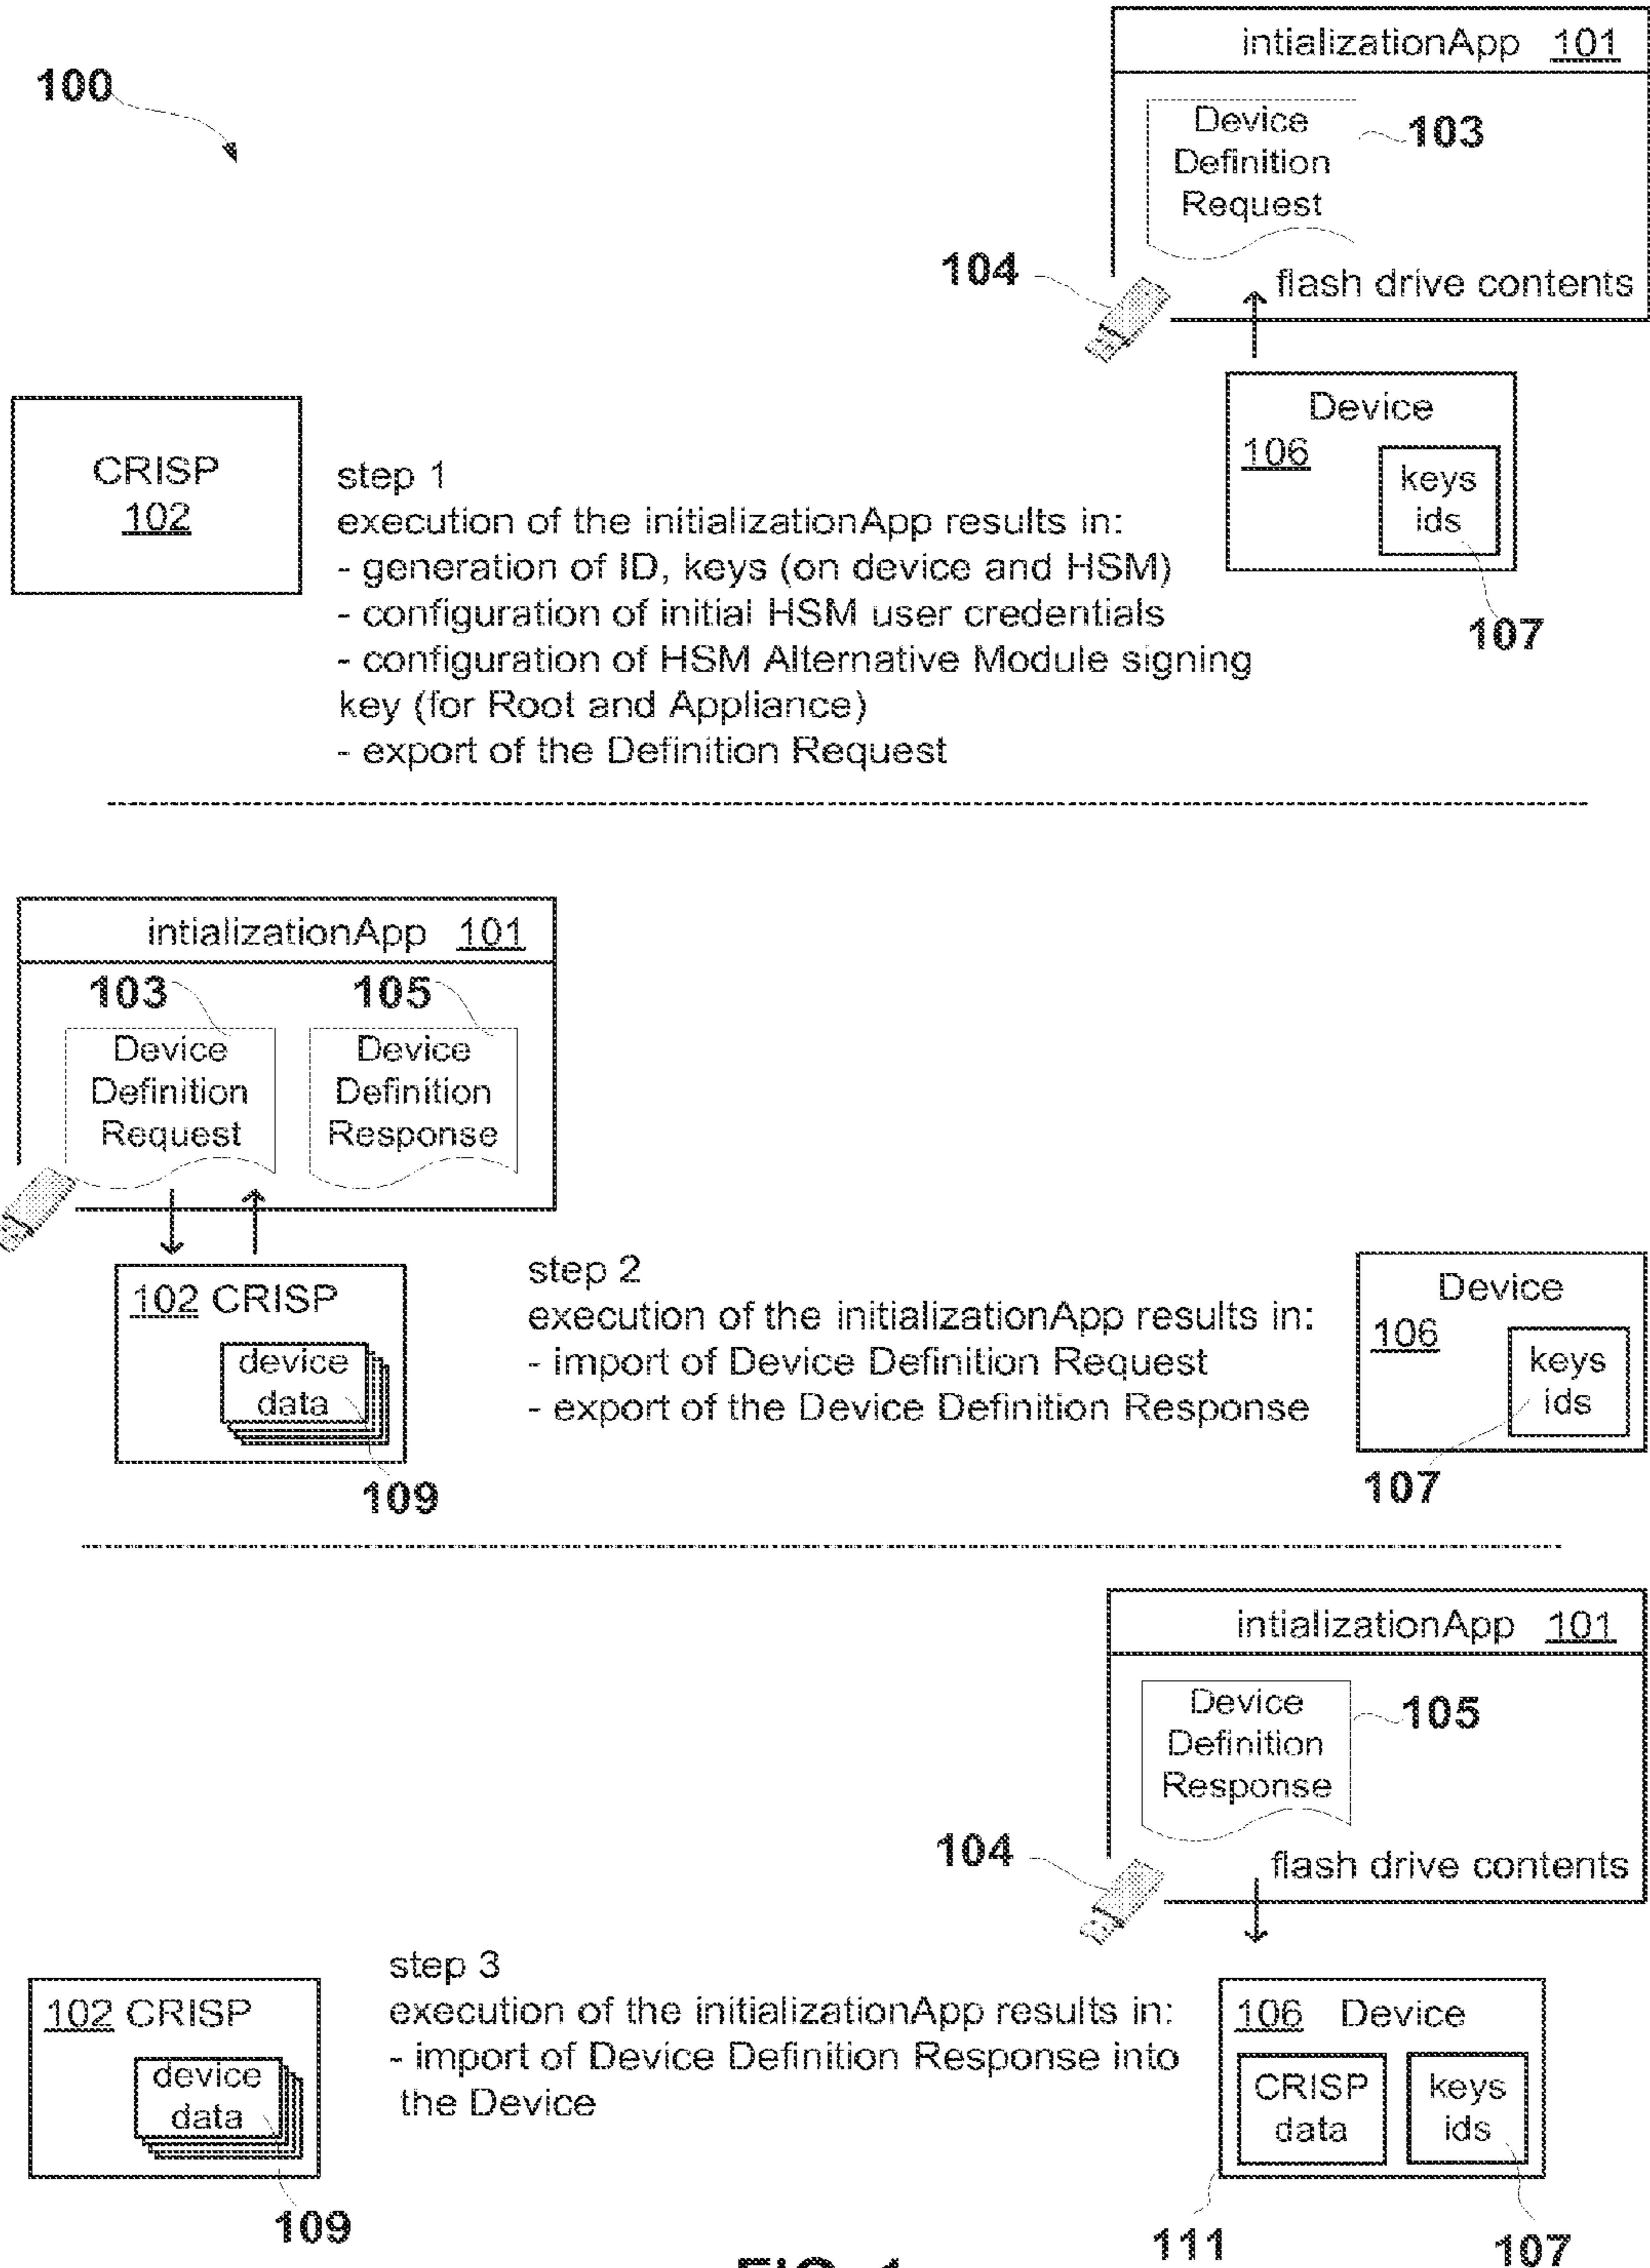 100
intializationApp 101
Device
Definition
Request
103
104
flash drive contents
CRISP
102
Device
106
keys
ids
107
step 1
execution of the initializationApp results in:
- generation of ID, keys (on device and HSM)
- configuration of initial HSM user credentials
- configuration of HSM Alternative Module signing
key (for Root and Appliance)
- export of the Definition Request
intializationApp 101
103
105
Device
Definition
Request
Device
Definition
Response
102 CRISP
device
data
109
step 2
execution of the initializationApp results in:
- import of Device Definition Request
- export of the Device Definition Response
Device
106
keys
ids
107
intializationApp 101
Device
Definition
Response
105
104
flash drive contents
102 CRISP
device
data
109
step 3
execution of the initializationApp results in:
- import of Device Definition Response into
the Device
106 Device
CRISP
data
keys
ids
111
107
FIG. 1